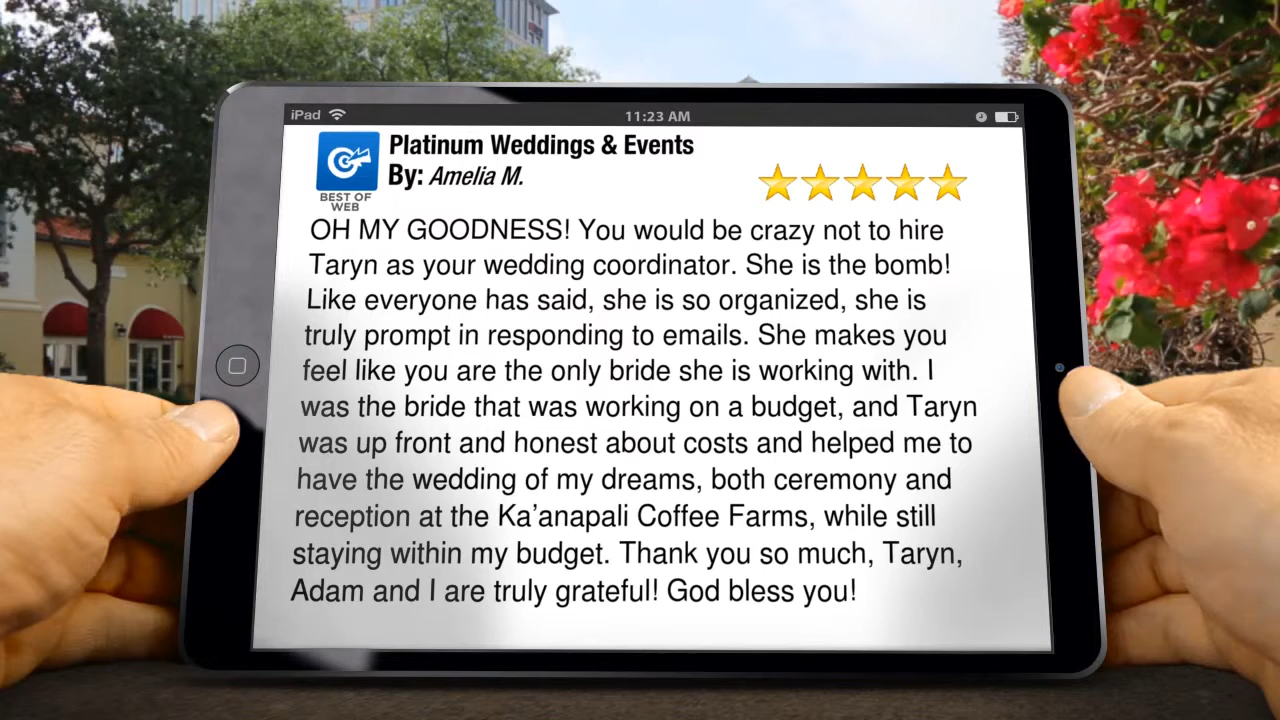 iPad
11:23 AM
Platinum Weddings & Events
By: Amelia M.
BEST OF
WEB
OH MY GOODNESS! You would be crazy not to hire
Taryn as your wedding coordinator. She is the bomb!
Like everyone has said, she is so organized, she is
truly prompt in responding to emails. She makes you
feel like you are the only bride she is working with. I
was the bride that was working on a budget, and Taryn
was up front and honest about costs and helped me to
have the wedding of my dreams, both ceremony and
reception at the Ka’anapali Coffee Farms, while still
staying within my budget. Thank you so much, Taryn,
Adam and I are truly grateful! God bless you!